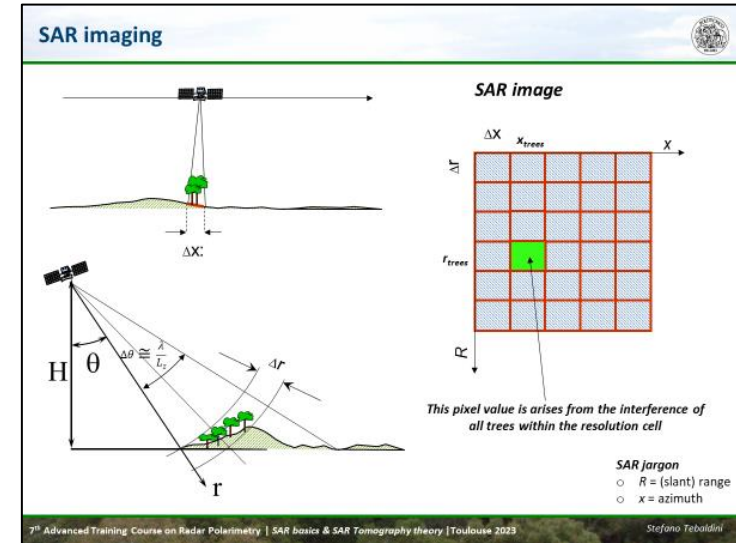 SAR imaging
SAR image
Δx
x_trees
X
Δr
r_trees
R
Δx:
H
θ
Δθ ≅ λ/L_z
Δr
r
This pixel value is arises from the interference of
all trees within the resolution cell
SAR jargon
○ R = (slant) range
○ x = azimuth
7th Advanced Training Course on Radar Polarimetry | SAR basics & SAR Tomography theory | Toulouse 2023
Stefano Tebaldini